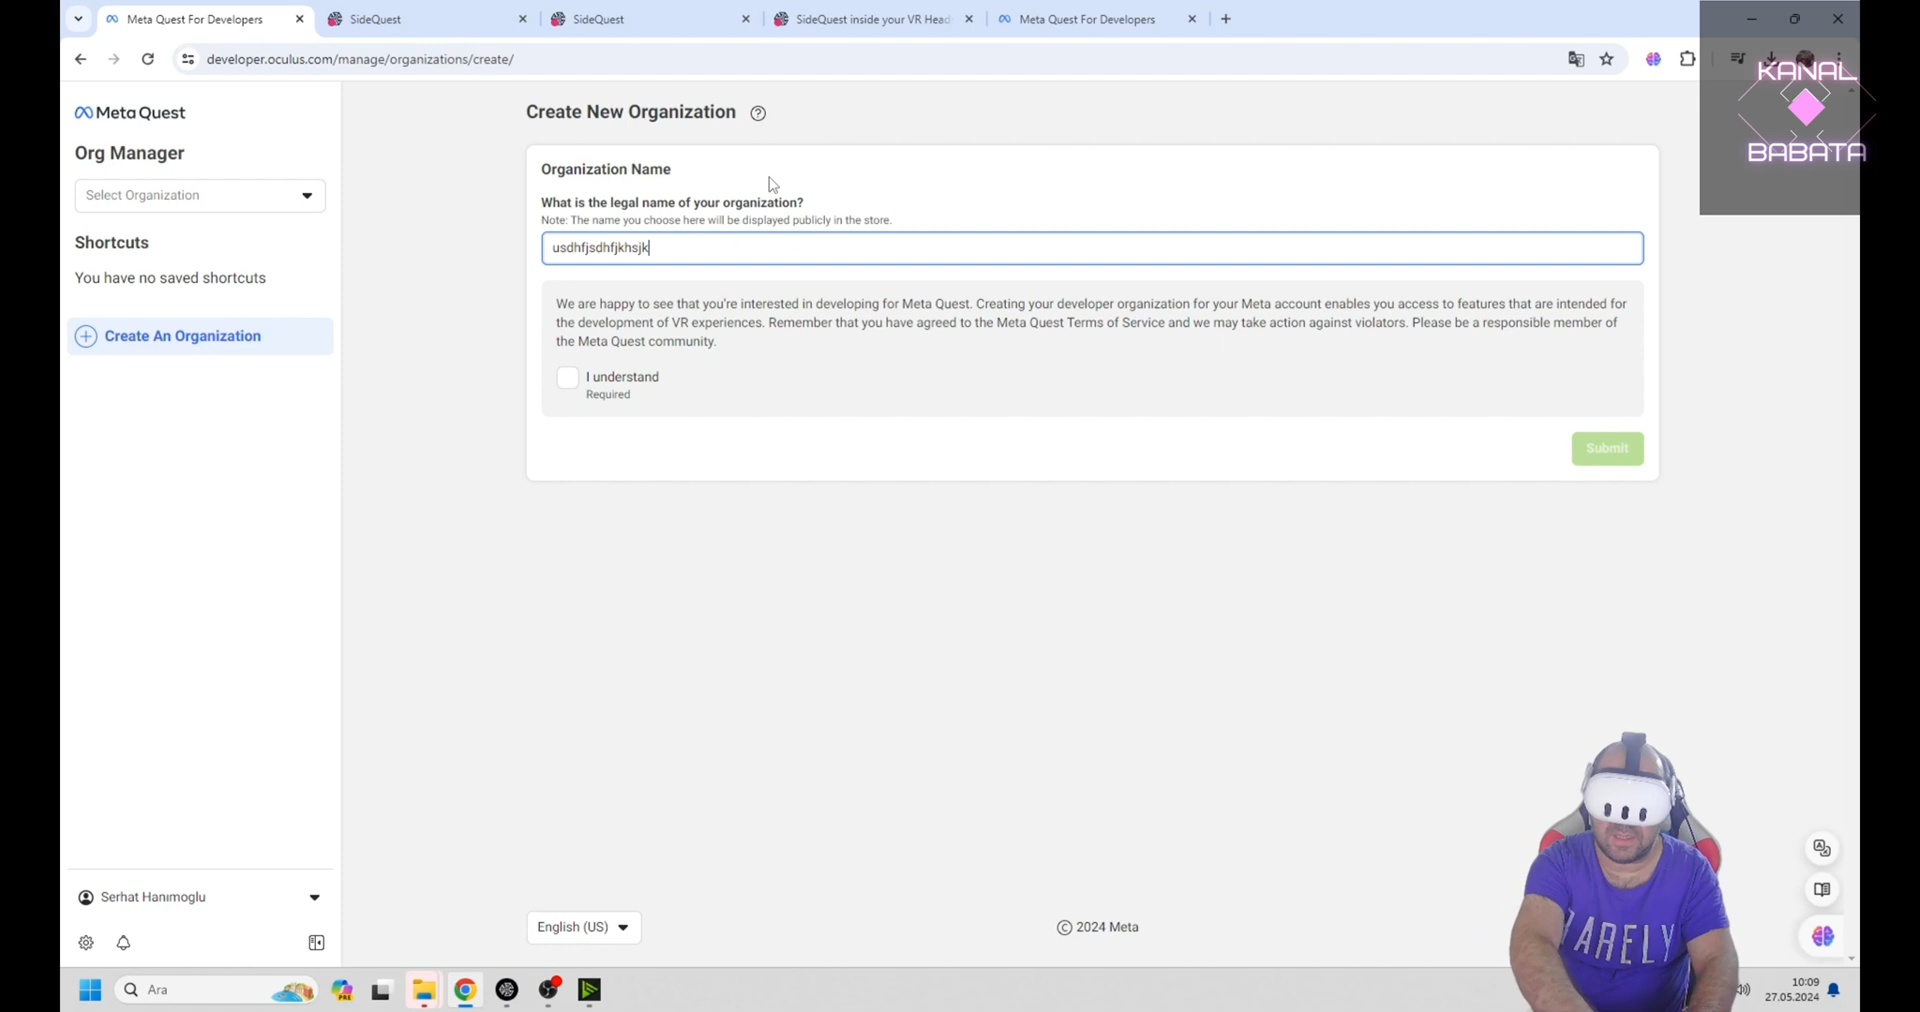 Meta Quest For Developers
SideQuest
SideQuest
SideQuest inside your VR Head
Meta Quest For Developers
developer.oculus.com/manage/organizations/create/
KANAL
BABATA
Meta Quest
Org Manager
Select Organization
Shortcuts
You have no saved shortcuts
Create An Organization
Create New Organization
Organization Name
What is the legal name of your organization?
Note: The name you choose here will be displayed publicly in the store.
usdhfjsdhfjkhsjk
We are happy to see that you're interested in developing for Meta Quest. Creating your developer organization for your Meta account enables you access to features that are intended for
the development of VR experiences. Remember that you have agreed to the Meta Quest Terms of Service and we may take action against violators. Please be a responsible member of
the Meta Quest community.
I understand
Required
Submit
Serhat Hanımoglu
English (US)
© 2024 Meta
ARELY
Ara
PRE
10:09
27.05.2024